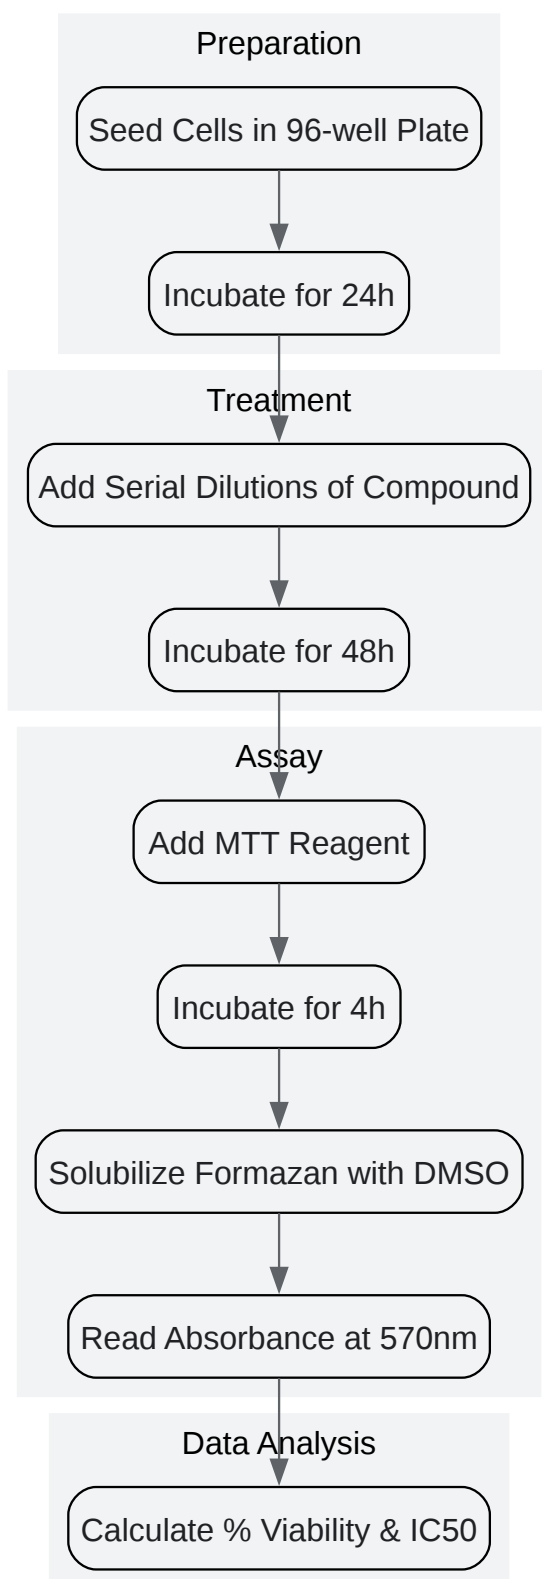 Preparation
Seed Cells in 96-well Plate
Incubate for 24h
Treatment
Add Serial Dilutions of Compound
Incubate for 48h
Assay
Add MTT Reagent
Incubate for 4h
Solubilize Formazan with DMSO
Read Absorbance at 570nm
Data Analysis
Calculate % Viability & IC50